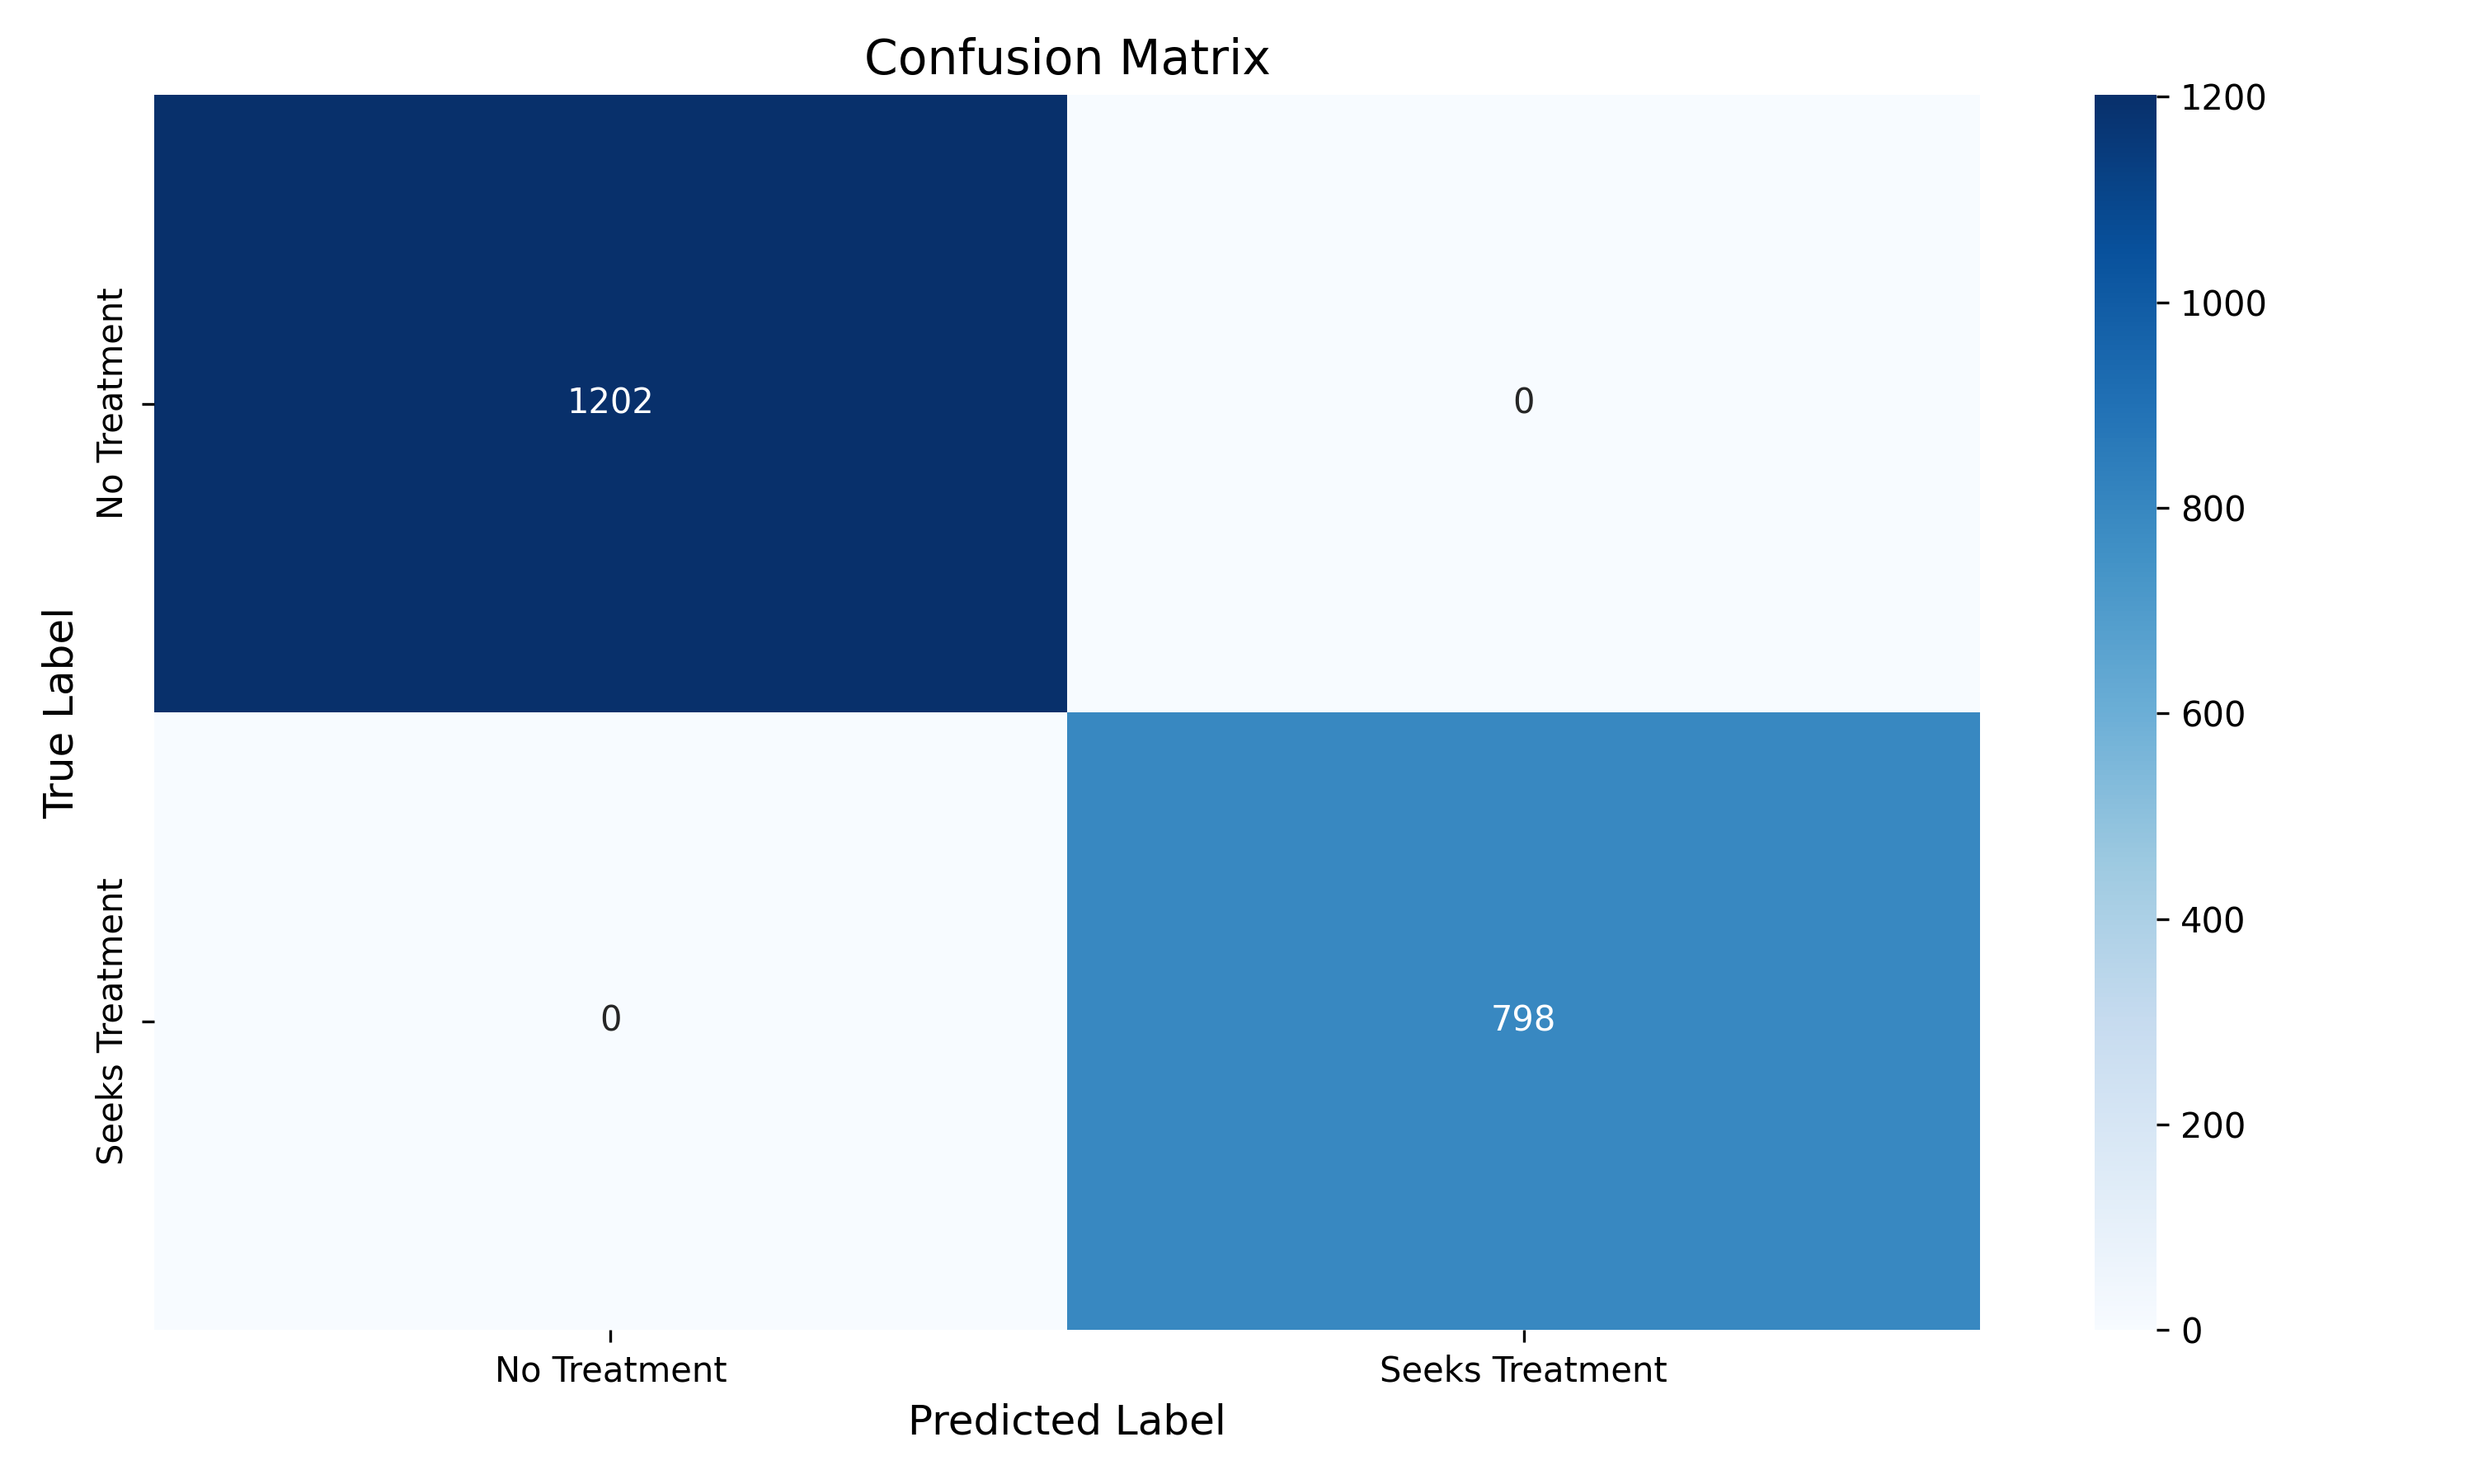 Confusion Matrix
True Label
No Treatment
Seeks Treatment
1202
0
0
798
No Treatment
Seeks Treatment
Predicted Label
1200
1000
800
600
400
200
0